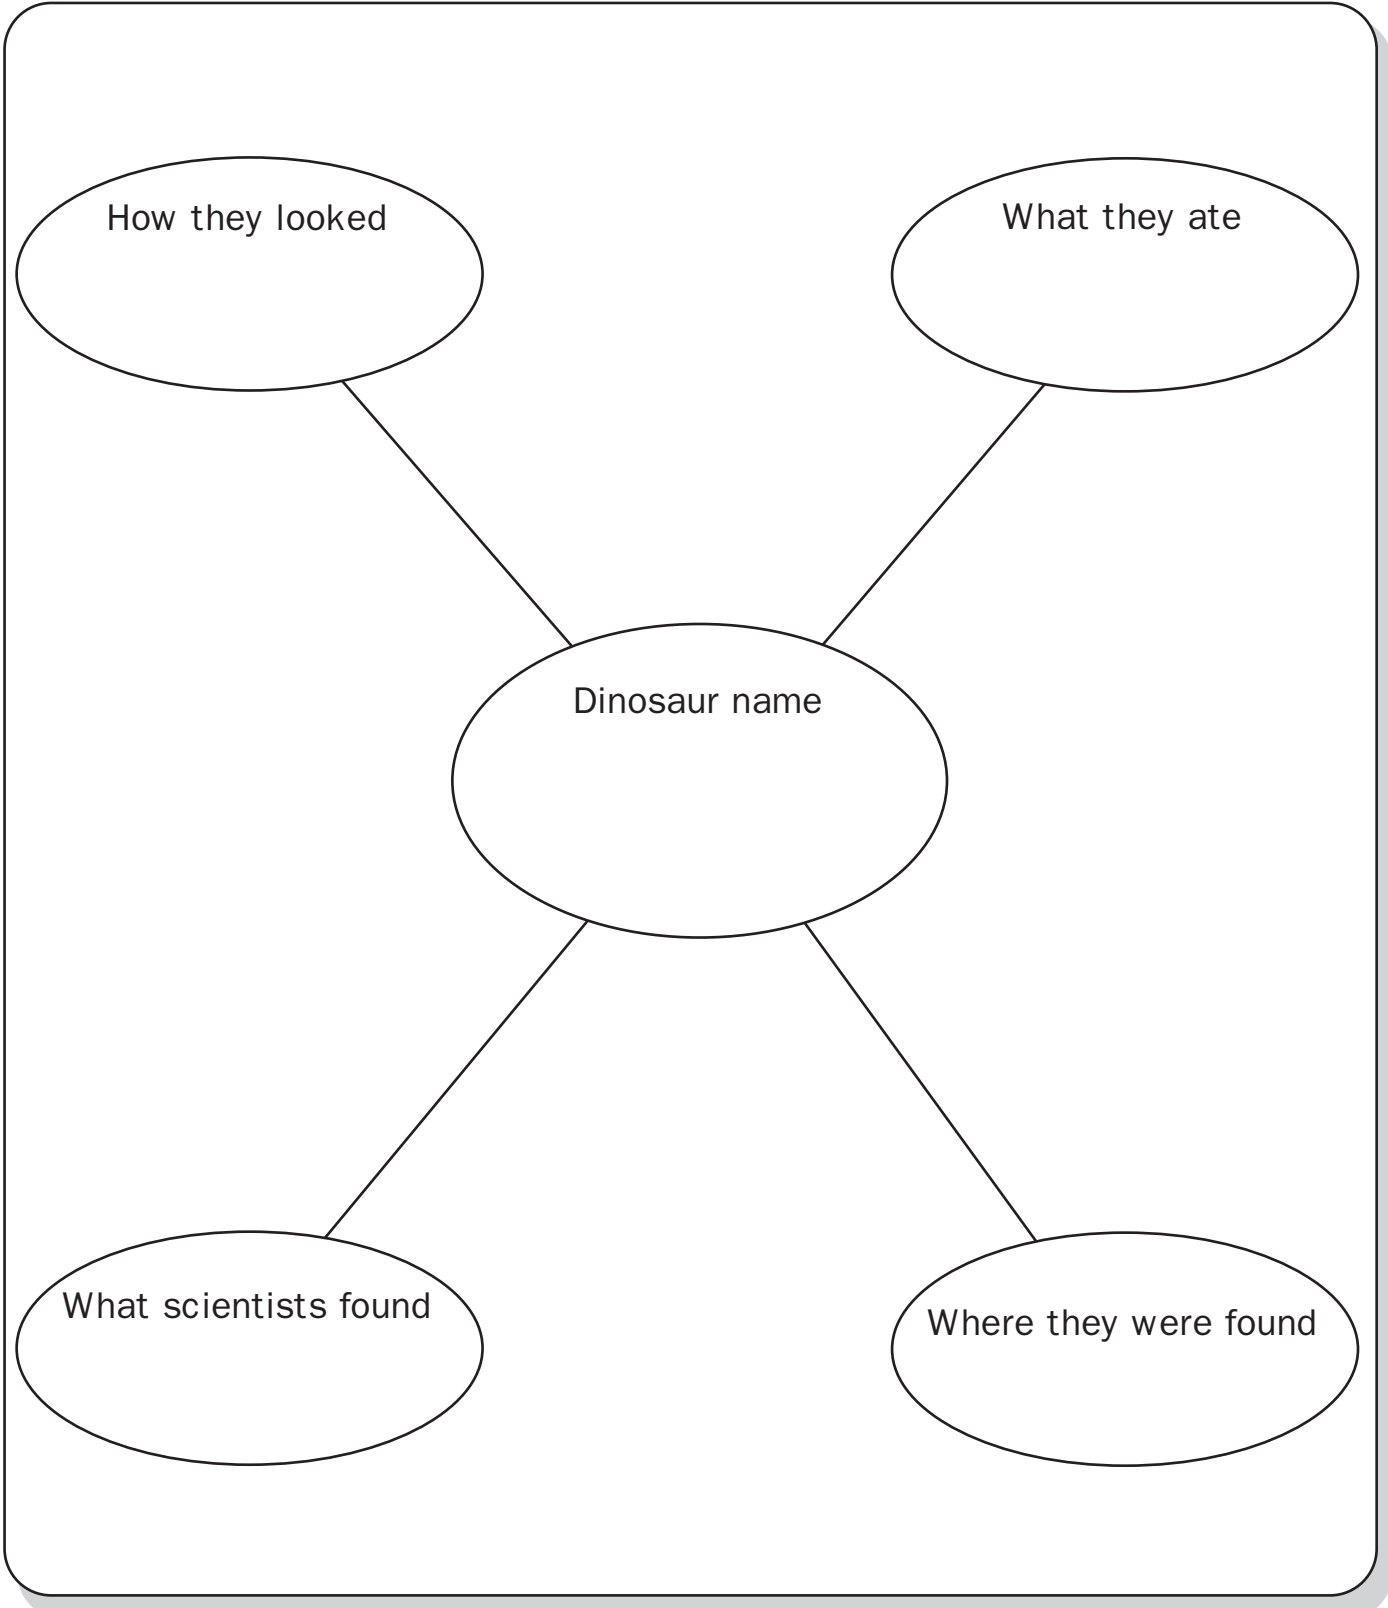 How they looked
What they ate
Dinosaur name
What scientists found
Where they were found